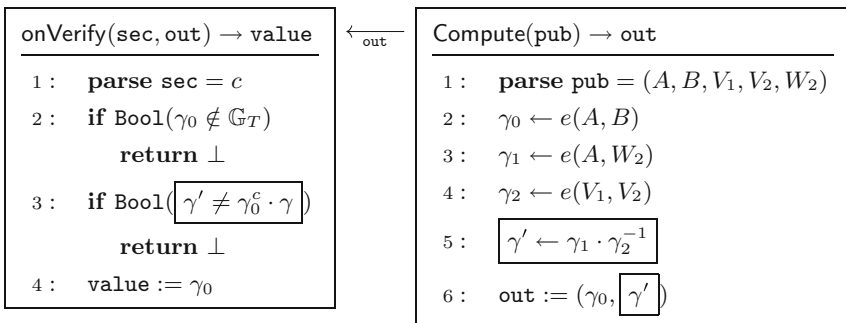 onVerify(sec, out) → value
1 : parse sec = c
2 : if Bool(γ₀ ∉ 𝔾_T)
return ⊥
3 : if Bool(γ′ ≠ γ₀ᶜ · γ)
return ⊥
4 : value := γ₀
←
out
Compute(pub) → out
1 : parse pub = (A, B, V₁, V₂, W₂)
2 : γ₀ ← e(A, B)
3 : γ₁ ← e(A, W₂)
4 : γ₂ ← e(V₁, V₂)
5 : γ′ ← γ₁ · γ₂⁻¹
6 : out := (γ₀, γ′)